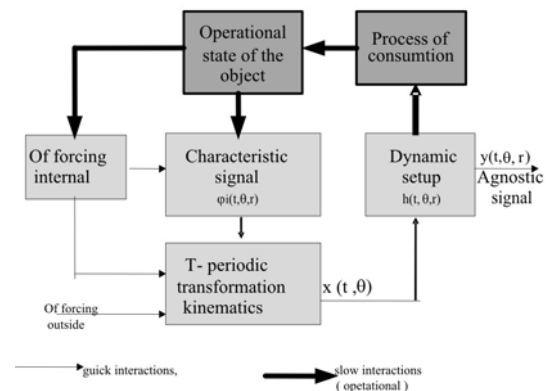 Operational
state of the
object
Process of
consumtion
Of forcing
internal
Characteristic
signal
φi(t,θ,r)
Dynamic
setup
h(t, θ,r)
y(t,θ, r)
Agnostic
signal
T- periodic
transformation
kinematics
x (t ,θ)
Of forcing
outside
guick interactions,
slow interactions
( opetational )